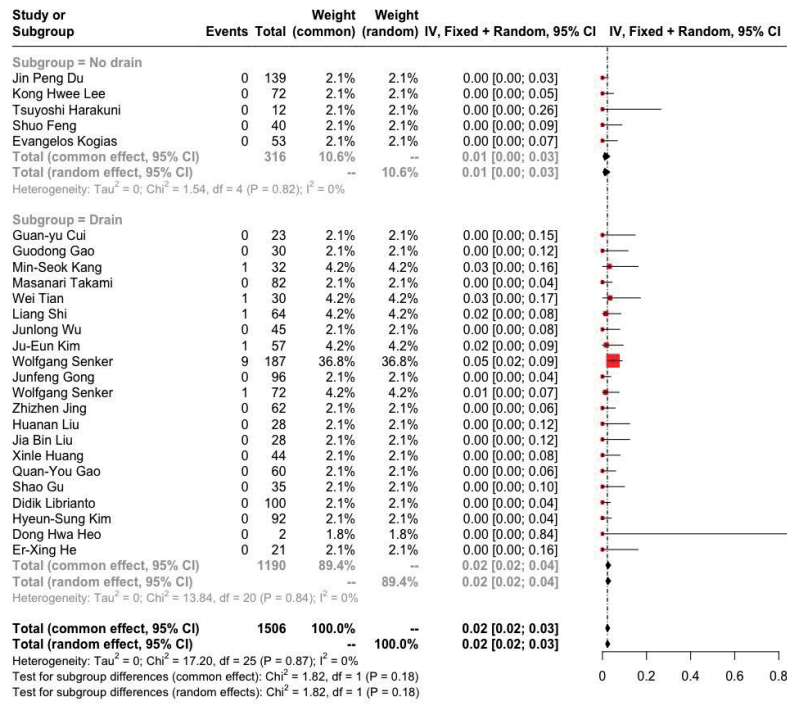 Study or Weight Weight
Subgroup Events Total (common) (random) IV, Fixed + Random, 95% CI IV, Fixed + Random, 95% CI
Subgroup = No drain
Jin Peng Du 0 139 2.1% 2.1% 0.00 [0.00; 0.03]
Kong Hwee Lee 0 72 2.1% 2.1% 0.00 [0.00; 0.05]
Tsuyoshi Harakuni 0 12 2.1% 2.1% 0.00 [0.00; 0.26]
Shuo Feng 0 40 2.1% 2.1% 0.00 [0.00; 0.09]
Evangelos Kogias 0 53 2.1% 2.1% 0.00 [0.00; 0.07]
Total (common effect, 95% CI) 316 10.6% -- 0.01 [0.00; 0.03]
Total (random effect, 95% CI) -- 10.6% 0.01 [0.00; 0.03]
Heterogeneity: Tau² = 0; Chi² = 1.54, df = 4 (P = 0.82); I² = 0%
Subgroup = Drain
Guan-yu Cui 0 23 2.1% 2.1% 0.00 [0.00; 0.15]
Guodong Gao 0 30 2.1% 2.1% 0.00 [0.00; 0.12]
Min-Seok Kang 1 32 4.2% 4.2% 0.03 [0.00; 0.16]
Masanari Takami 0 82 2.1% 2.1% 0.00 [0.00; 0.04]
Wei Tian 1 30 4.2% 4.2% 0.03 [0.00; 0.17]
Liang Shi 1 64 4.2% 4.2% 0.02 [0.00; 0.08]
Junlong Wu 0 45 2.1% 2.1% 0.00 [0.00; 0.08]
Ju-Eun Kim 1 57 4.2% 4.2% 0.02 [0.00; 0.09]
Wolfgang Senker 9 187 36.8% 36.8% 0.05 [0.02; 0.09]
Junfeng Gong 0 96 2.1% 2.1% 0.00 [0.00; 0.04]
Wolfgang Senker 1 72 4.2% 4.2% 0.01 [0.00; 0.07]
Zhizhen Jing 0 62 2.1% 2.1% 0.00 [0.00; 0.06]
Huanan Liu 0 28 2.1% 2.1% 0.00 [0.00; 0.12]
Jia Bin Liu 0 28 2.1% 2.1% 0.00 [0.00; 0.12]
Xinle Huang 0 44 2.1% 2.1% 0.00 [0.00; 0.08]
Quan-You Gao 0 60 2.1% 2.1% 0.00 [0.00; 0.06]
Shao Gu 0 35 2.1% 2.1% 0.00 [0.00; 0.10]
Didik Librianto 0 100 2.1% 2.1% 0.00 [0.00; 0.04]
Hyeun-Sung Kim 0 92 2.1% 2.1% 0.00 [0.00; 0.04]
Dong Hwa Heo 0 2 1.8% 1.8% 0.00 [0.00; 0.84]
Er-Xing He 0 21 2.1% 2.1% 0.00 [0.00; 0.16]
Total (common effect, 95% CI) 1190 89.4% -- 0.02 [0.02; 0.04]
Total (random effect, 95% CI) -- 89.4% 0.02 [0.02; 0.04]
Heterogeneity: Tau² = 0; Chi² = 13.84, df = 20 (P = 0.84); I² = 0%
Total (common effect, 95% CI) 1506 100.0% -- 0.02 [0.02; 0.03]
Total (random effect, 95% CI) -- 100.0% 0.02 [0.02; 0.03]
Heterogeneity: Tau² = 0; Chi² = 17.20, df = 25 (P = 0.87); I² = 0%
Test for subgroup differences (common effect): Chi² = 1.82, df = 1 (P = 0.18)
Test for subgroup differences (random effects): Chi² = 1.82, df = 1 (P = 0.18)
0 0.2 0.4 0.6 0.8